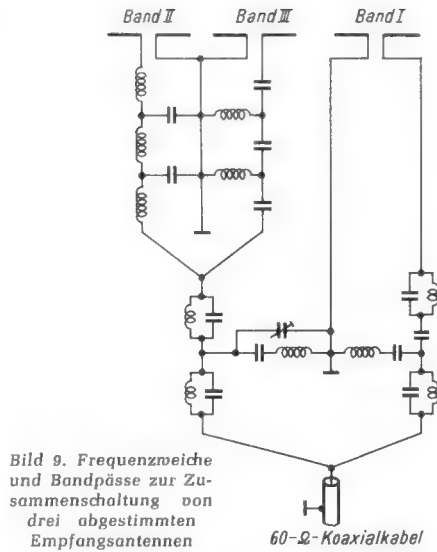 Band II Band III Band I
Bild 9. Frequenzweiche
und Bandpässe zur Zu-
sammenschaltung von
drei abgestimmten
Empfangsantennen
60-Ω-Koaxialkabel